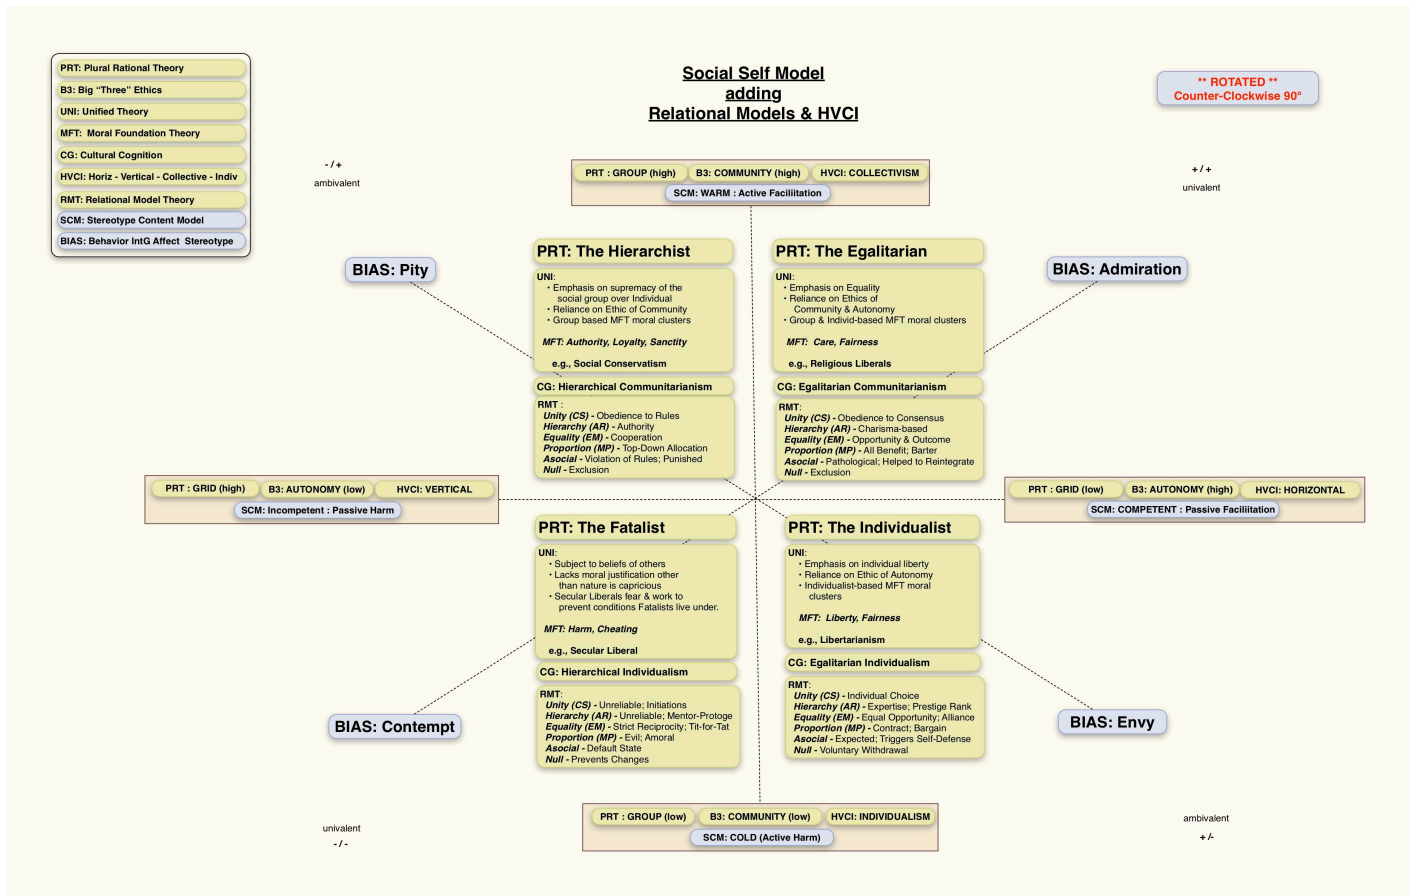 PRT: Plural Rational Theory
B3: Big “Three” Ethics
UNI: Unified Theory
MFT:  Moral Foundation Theory
CG: Cultural Cognition
HVCI: Horiz - Vertical - Collective - Indiv
RMT: Relational Model Theory
SCM: Stereotype Content Model
BIAS: Behavior IntG Affect  Stereotype
Social Self Model
adding
Relational Models & HVCI
** ROTATED **
Counter-Clockwise 90°
- / +
ambivalent
+ / +
univalent
PRT : GROUP (high)
B3: COMMUNITY (high)
HVCI: COLLECTIVISM
SCM: WARM : Active Faciliitation
BIAS: Pity
BIAS: Admiration
PRT: The Hierarchist
UNI:
• Emphasis on supremacy of the
social group over Individual
• Reliance on Ethic of Community
• Group based MFT moral clusters
MFT: Authority, Loyalty, Sanctity
e.g., Social Conservatism
CG: Hierarchical Communitarianism
RMT :
Unity (CS) - Obedience to Rules
Hierarchy (AR) - Authority
Equality (EM) - Cooperation
Proportion (MP) - Top-Down Allocation
Asocial - Violation of Rules; Punished
Null - Exclusion
PRT: The Egalitarian
UNI:
• Emphasis on Equality
• Reliance on Ethics of
Community & Autonomy
• Group & Individ-based MFT moral clusters
MFT:  Care, Fairness
e.g., Religious Liberals
CG: Egalitarian Communitarianism
RMT:
Unity (CS) - Obedience to Consensus
Hierarchy (AR) - Charisma-based
Equality (EM) - Opportunity & Outcome
Proportion (MP) - All Benefit; Barter
Asocial - Pathological; Helped to Reintegrate
Null - Exclusion
PRT : GRID (high)
B3: AUTONOMY (low)
HVCI: VERTICAL
SCM: Incompetent : Passive Harm
PRT : GRID (low)
B3: AUTONOMY (high)
HVCI: HORIZONTAL
SCM: COMPETENT : Passive Faciliitation
PRT: The Fatalist
UNI:
• Subject to beliefs of others
• Lacks moral justification other
than nature is capricious
• Secular Liberals fear & work to
prevent conditions Fatalists live under.
MFT: Harm, Cheating
e.g., Secular Liberal
CG: Hierarchical Individualism
RMT:
Unity (CS) - Unreliable; Initiations
Hierarchy (AR) - Unreliable; Mentor-Protoge
Equality (EM) - Strict Reciprocity; Tit-for-Tat
Proportion (MP) - Evil; Amoral
Asocial - Default State
Null - Prevents Changes
PRT: The Individualist
UNI:
• Emphasis on individual liberty
• Reliance on Ethic of Autonomy
• Individualist-based MFT moral
clusters
MFT:  Liberty, Fairness
e.g., Libertarianism
CG: Egalitarian Individualism
RMT:
Unity (CS) - Individual Choice
Hierarchy (AR) - Expertise; Prestige Rank
Equality (EM) - Equal Opportunity; Alliance
Proportion (MP) - Contract; Bargain
Asocial - Expected; Triggers Self-Defense
Null - Voluntary Withdrawal
BIAS: Contempt
BIAS: Envy
PRT : GROUP (low)
B3: COMMUNITY (low)
HVCI: INDIVIDUALISM
SCM: COLD (Active Harm)
univalent
- / -
ambivalent
+ /-